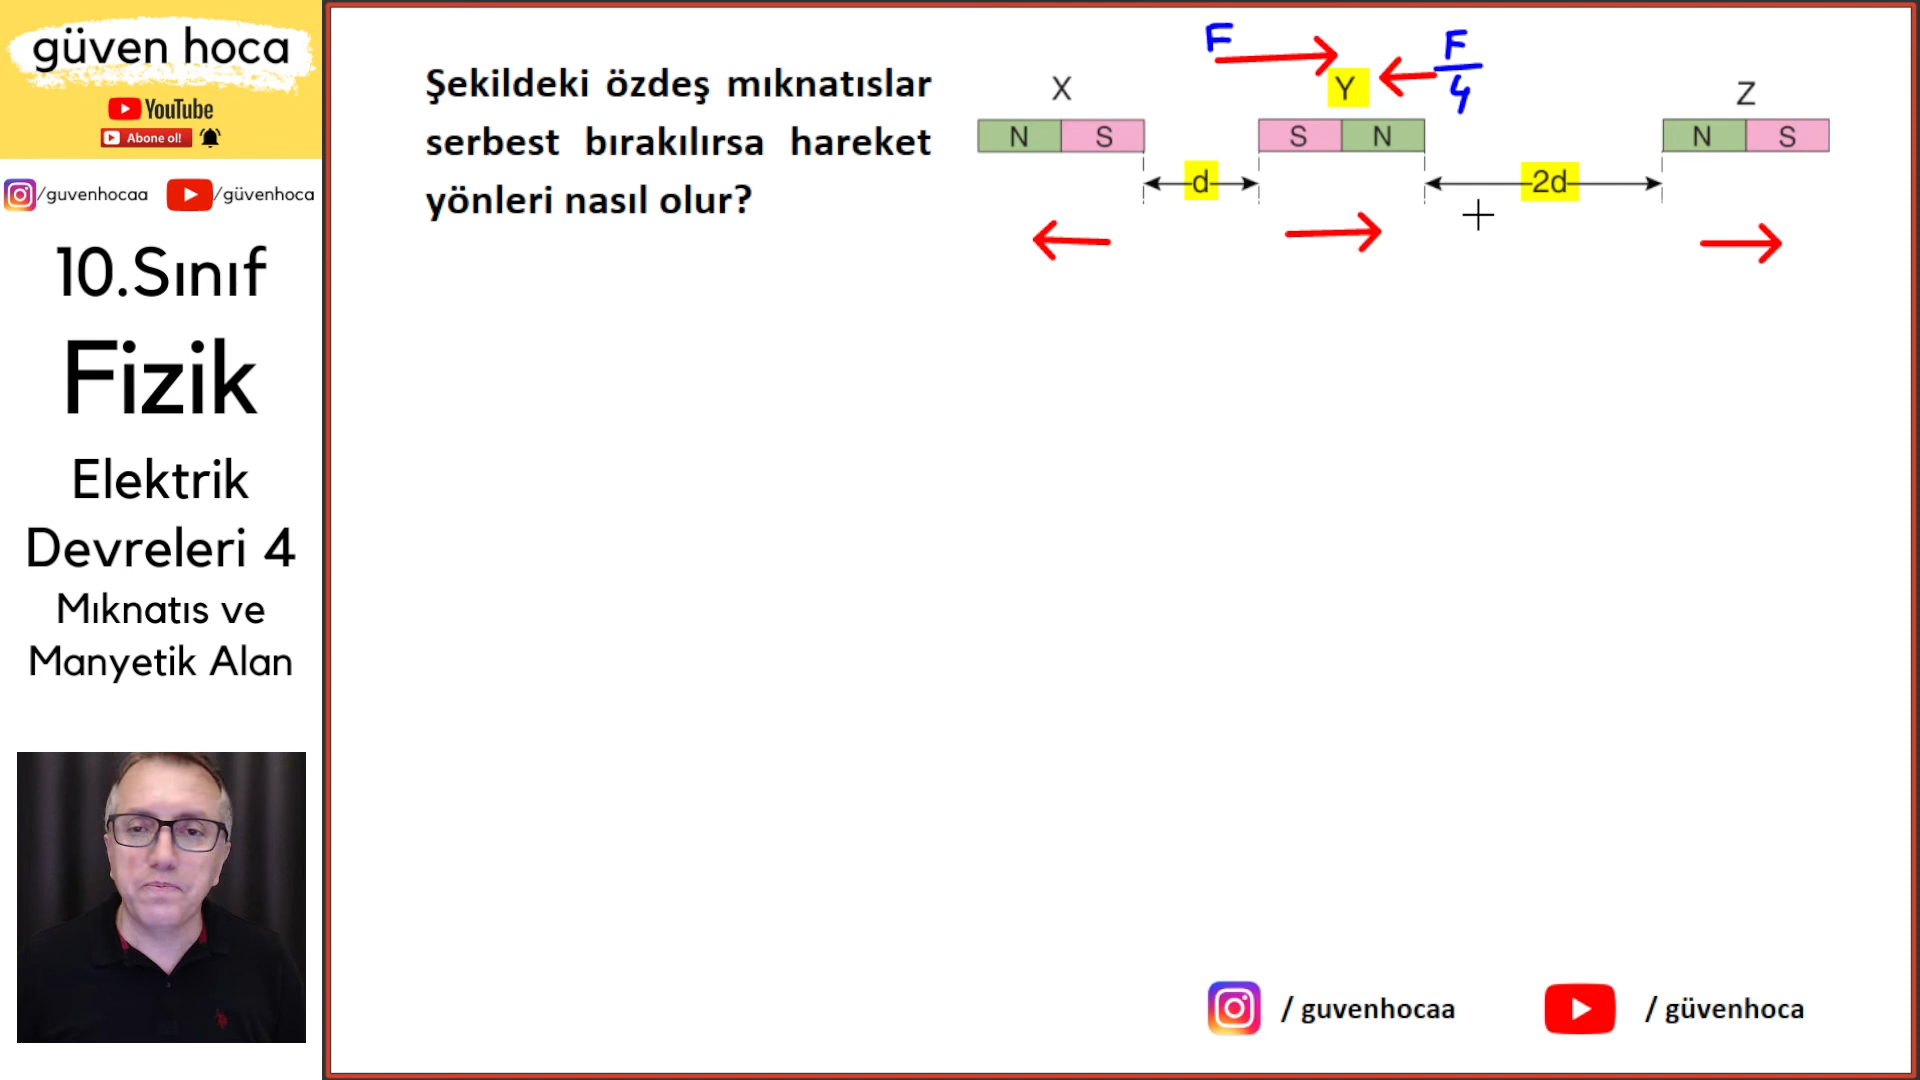 güven hoca
YouTube
Abone ol!
/guvenhocaa
/güvenhoca
10.Sınıf
Fizik
Elektrik
Devreleri 4
Mıknatıs ve
Manyetik Alan
Şekildeki özdeş mıknatıslar
serbest bırakılırsa hareket
yönleri nasıl olur?
F
F
4
X
Y
Z
N S
S N
N S
d
2d
/ guvenhocaa
/ güvenhoca